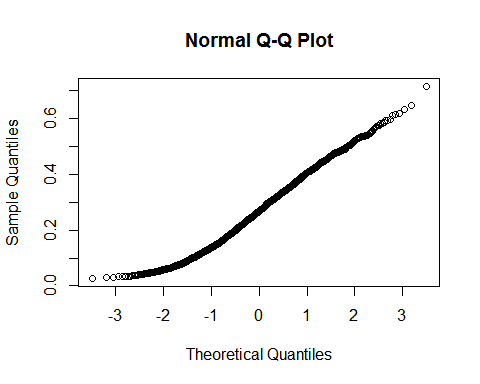 Normal Q-Q Plot
Sample Quantiles
0.6
0.4
0.2
0.0
-3 -2 -1 0 1 2 3
Theoretical Quantiles